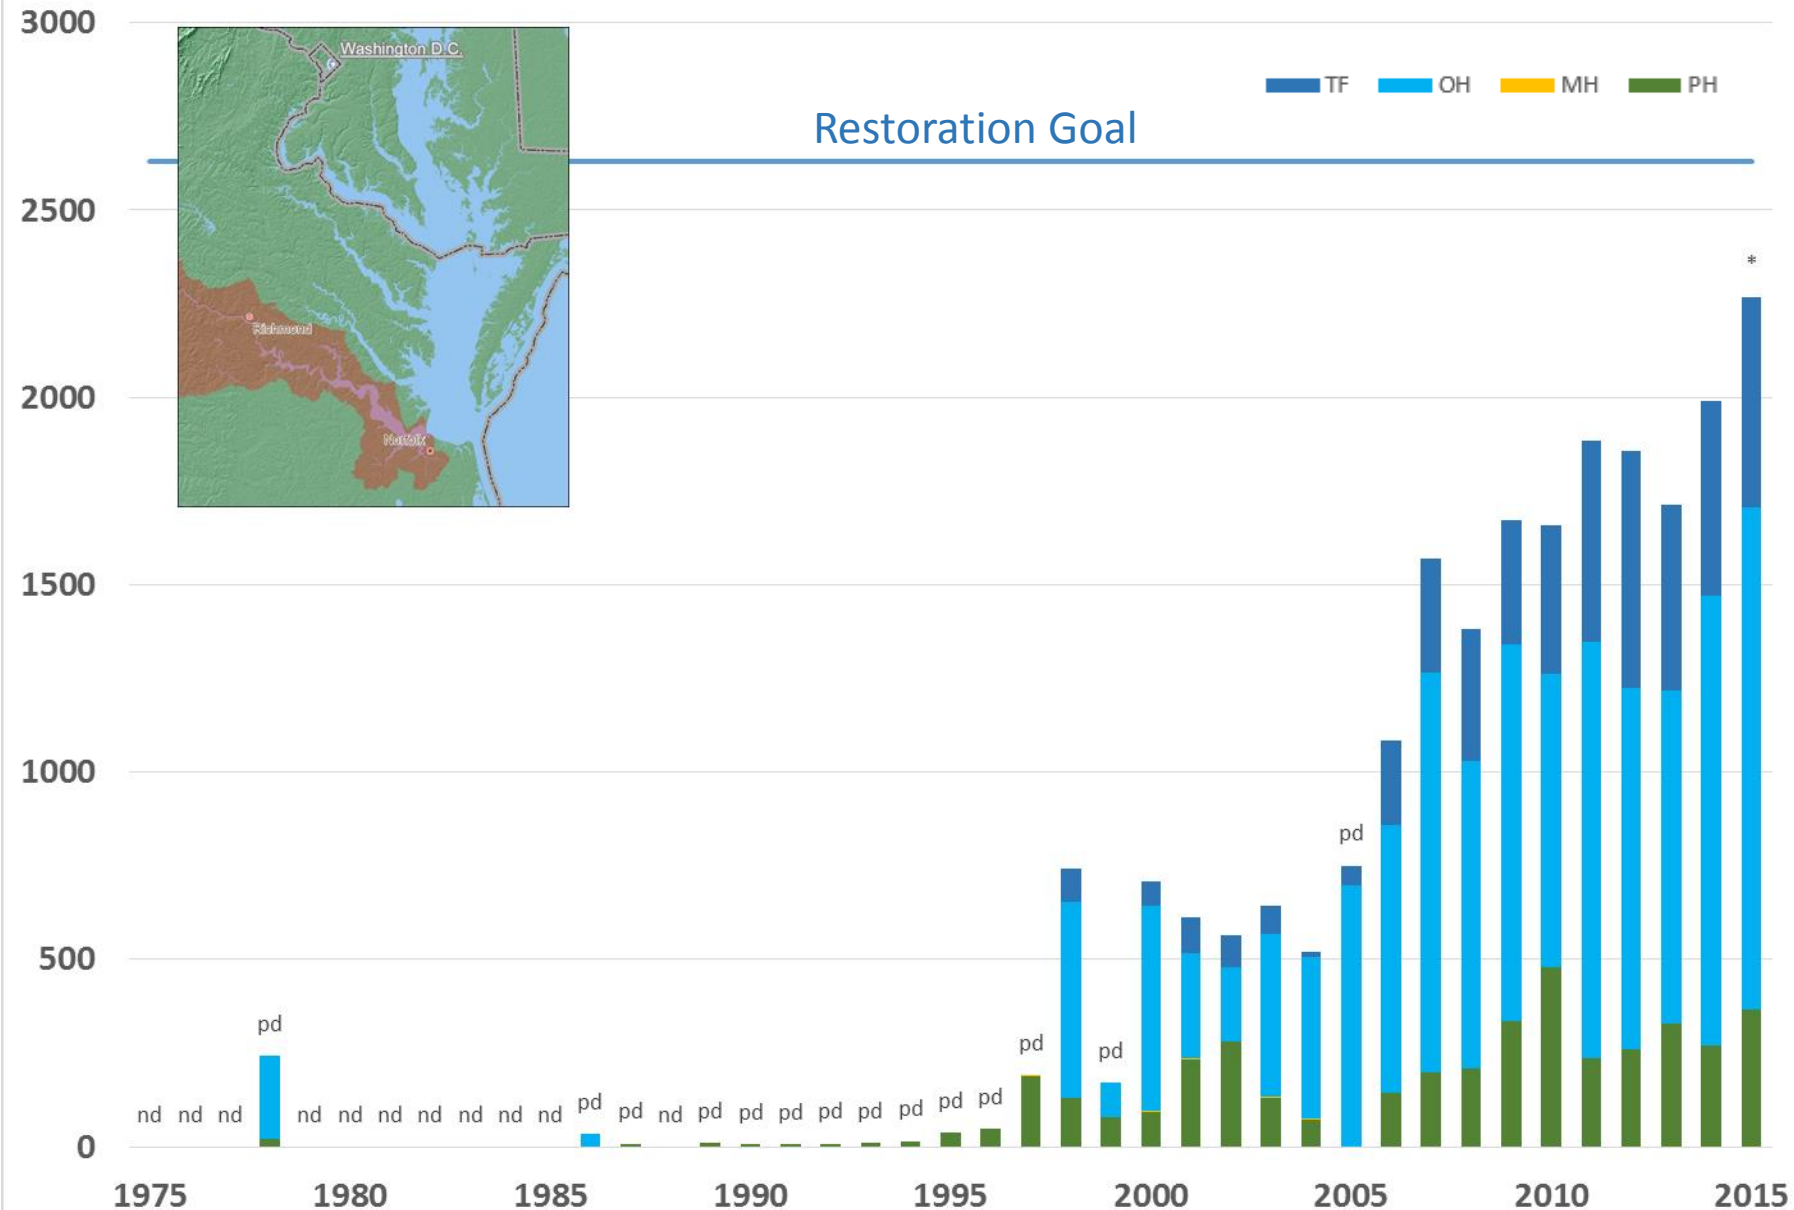 3000
Washington D.C.
TF OH MH PH
Restoration Goal
2500
*
2000
Richmond
Norfolk
1500
1000
pd
500
pd
pd
pd
nd nd nd nd nd nd nd nd nd nd pd pd nd pd pd pd pd pd pd pd pd
0
1975 1980 1985 1990 1995 2000 2005 2010 2015